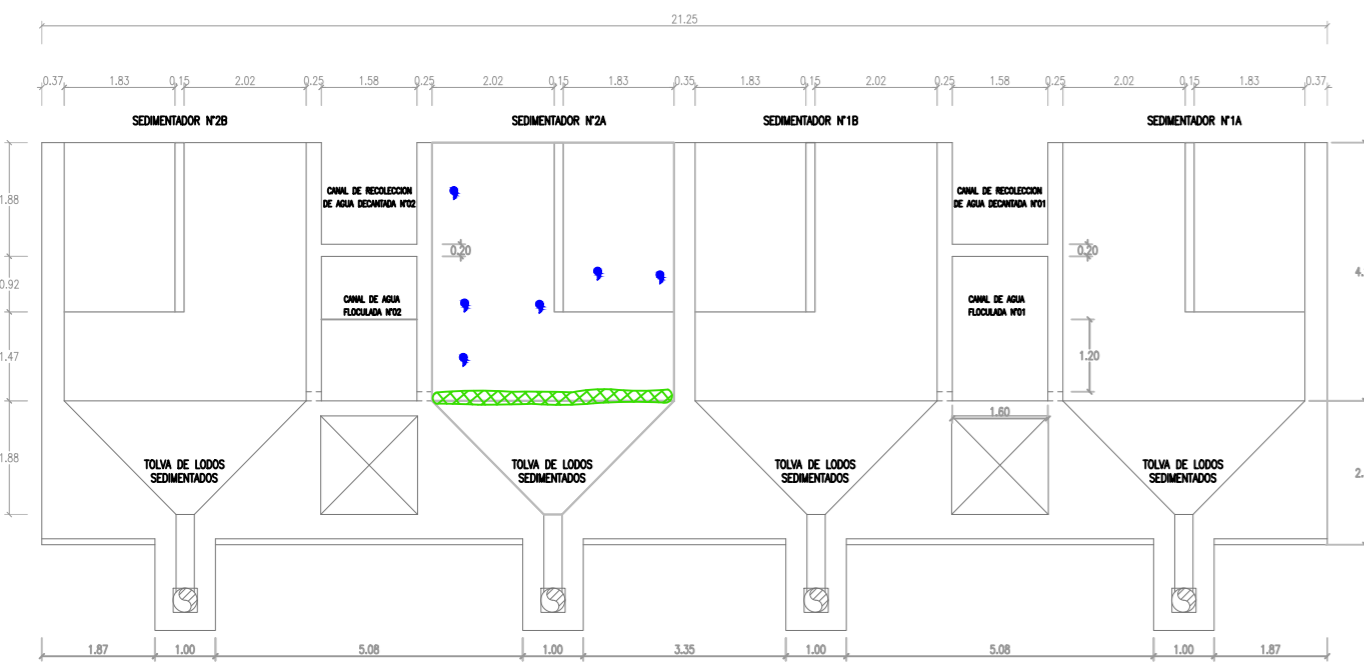 21.25
0.37 1.83 0.15 2.02 0.25 1.58 0.25 2.02 0.15 1.83 0.35 1.83 0.15 2.02 0.25 1.58 0.25 2.02 0.15 1.83 0.37
SEDIMENTADOR N°2B
SEDIMENTADOR N°2A
SEDIMENTADOR N°1B
SEDIMENTADOR N°1A
1.88
CANAL DE RECOLECCION
DE AGUA DECANTADA N°02
CANAL DE RECOLECCION
DE AGUA DECANTADA N°01
0.20
0.20
4.
0.92
CANAL DE AGUA
FLOCULADA N°02
CANAL DE AGUA
FLOCULADA N°01
1.47
1.20
1.60
1.88
TOLVA DE LODOS
SEDIMENTADOS
TOLVA DE LODOS
SEDIMENTADOS
TOLVA DE LODOS
SEDIMENTADOS
TOLVA DE LODOS
SEDIMENTADOS
2.
1.87 1.00 5.08 1.00 3.35 1.00 5.08 1.00 1.87